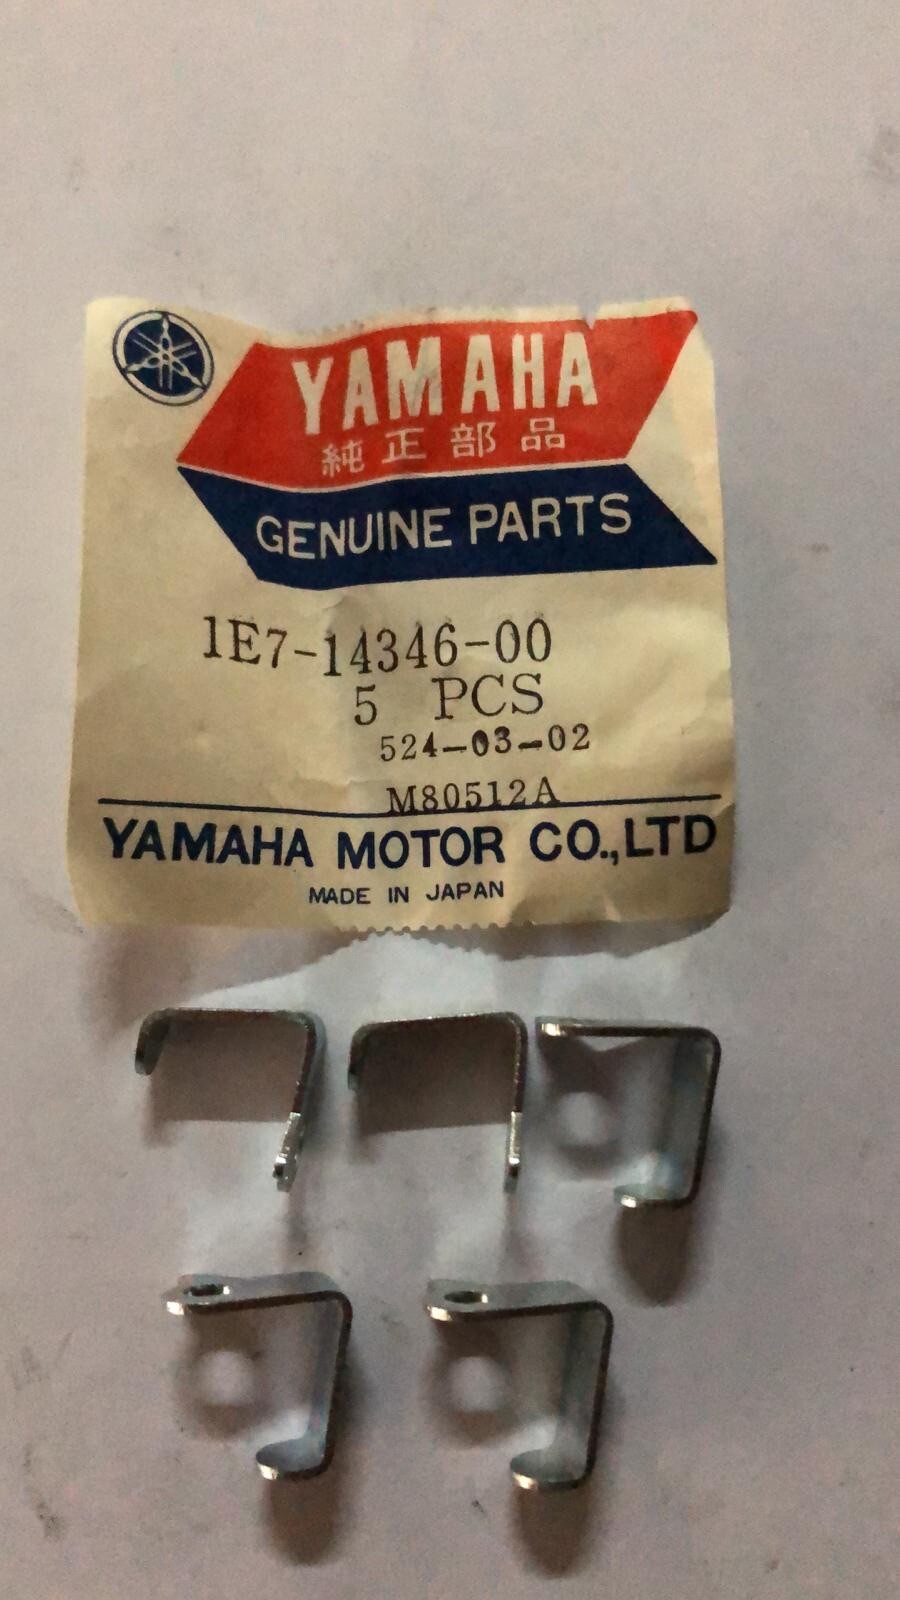 YAMAHA
純正部品
GENUINE PARTS
1E7-14346-00
5 PCS
524-03-02
M80512A
YAMAHA MOTOR CO.,LTD
MADE IN JAPAN